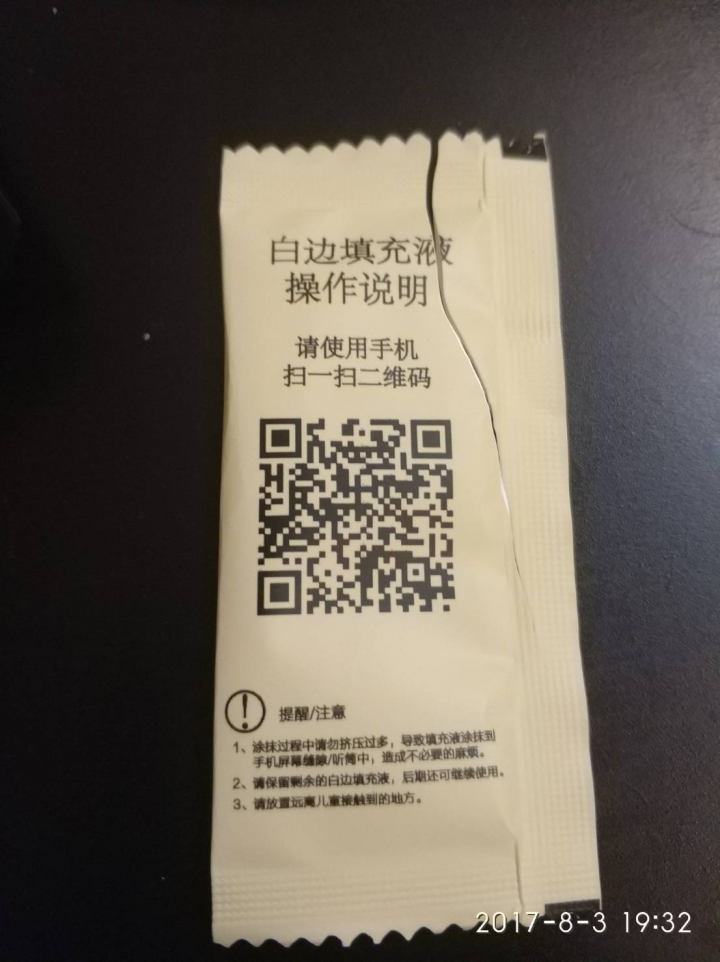 白边填充液
操作说明
请使用手机
扫一扫二维码
提醒/注意
1、涂抹过程中请勿挤压过多，导致填充液涂抹到
手机屏幕缝隙/听筒中，造成不必要的麻烦。
2、请保留剩余的白边填充液，后期还可继续使用。
3、请放置远离儿童接触到的地方。
2017-8-3 19:32